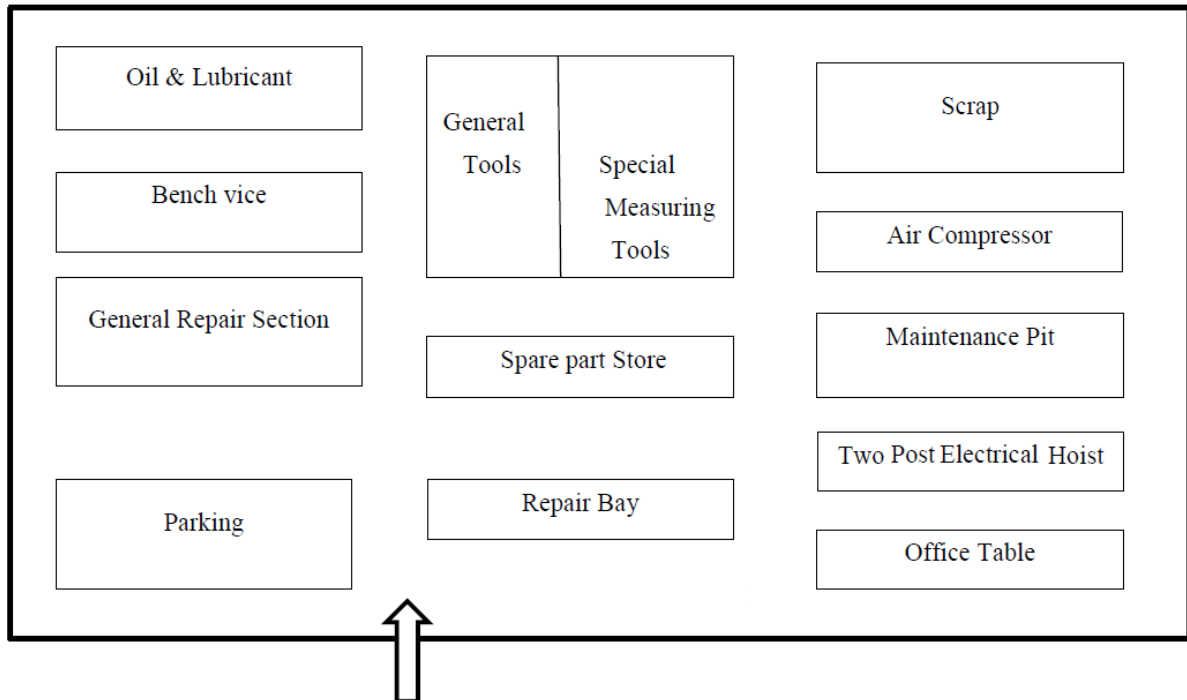 Oil & Lubricant
Bench vice
General Repair Section
Parking
General
Tools
Special
Measuring
Tools
Spare part Store
Repair Bay
Scrap
Air Compressor
Maintenance Pit
Two Post Electrical Hoist
Office Table